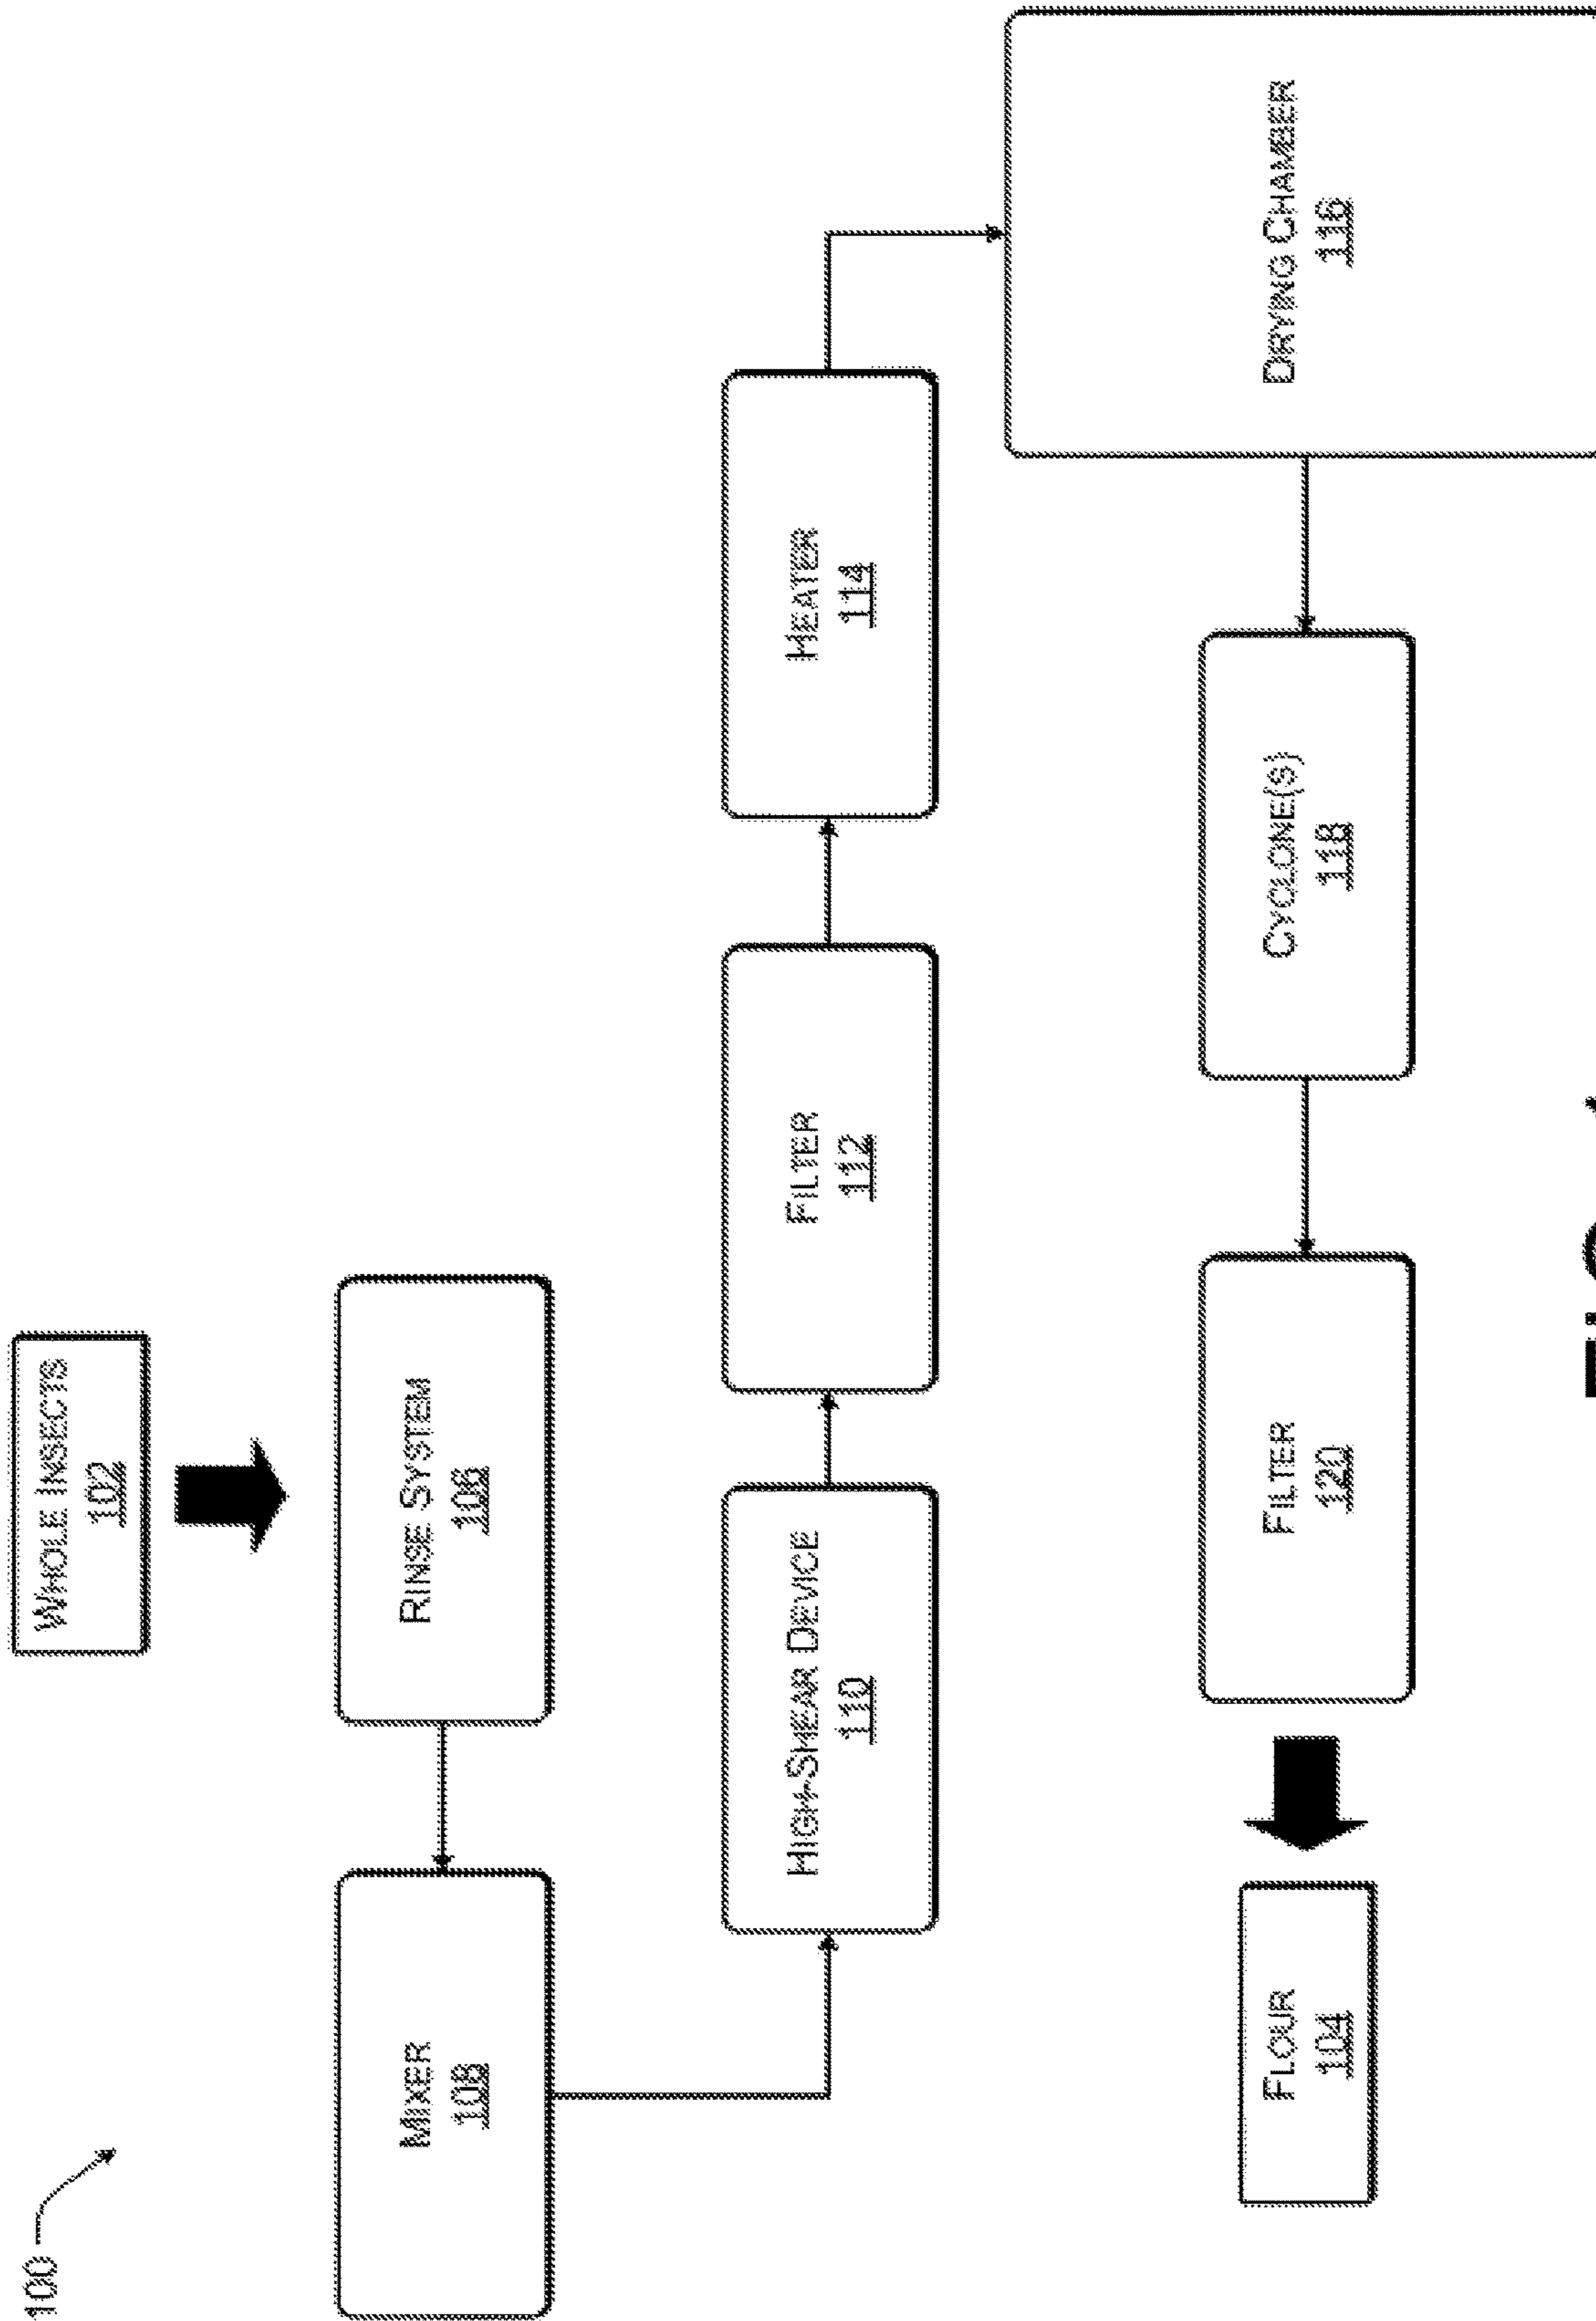 100
WHOLE INSECTS
102
MIXER
108
RINSE SYSTEM
106
HIGH-SHEAR DEVICE
110
FILTER
112
HEATER
114
FLOUR
104
FILTER
120
CYCLONE(S)
118
DRYING CHAMBER
116